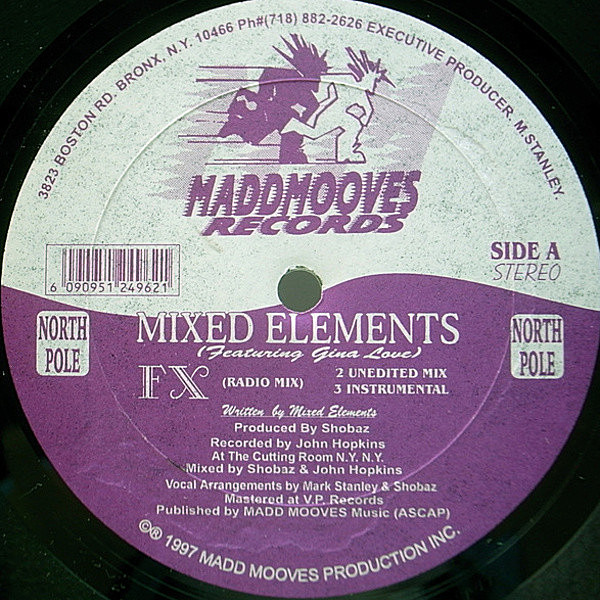 3823 BOSTON RD. BRONX, N.Y. 10466 Ph#(718) 882-2626 EXECUTIVE PRODUCER. M.STANLEY.
MADDMOOVES
RECORDS
6 090951 249621
SIDE A
STEREO
NORTH POLE
MIXED ELEMENTS
NORTH POLE
(Featuring Gina Love)
FX (RADIO MIX)
2 UNEDITED MIX
3 INSTRUMENTAL
Written by Mixed Elements
Produced By Shobaz
Recorded by John Hopkins
At The Cutting Room N.Y. N.Y.
Mixed by Shobaz & John Hopkins
Vocal Arrangements by Mark Stanley & Shobaz
Mastered at V.P. Records
Published by MADD MOOVES Music (ASCAP)
©℗ 1997 MADD MOOVES PRODUCTION INC.